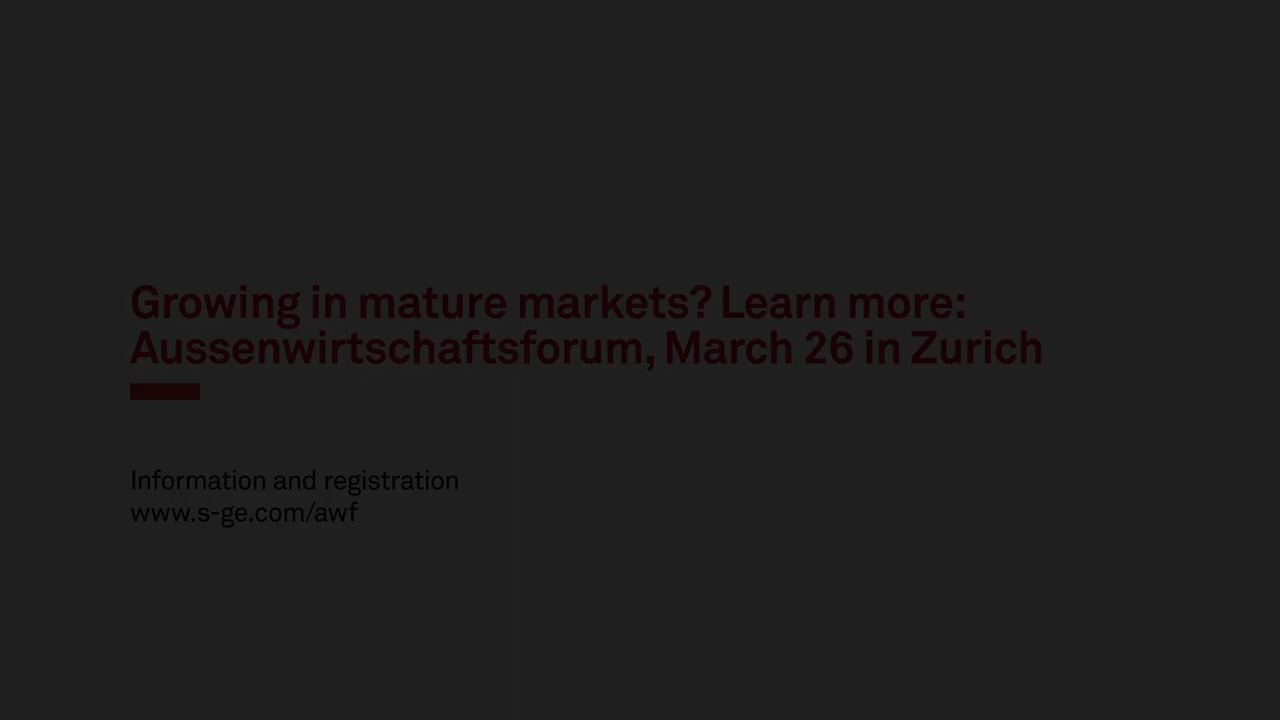 Growing in mature markets? Learn more:
Aussenwirtschaftsforum, March 26 in Zurich
Information and registration
www.s-ge.com/awf